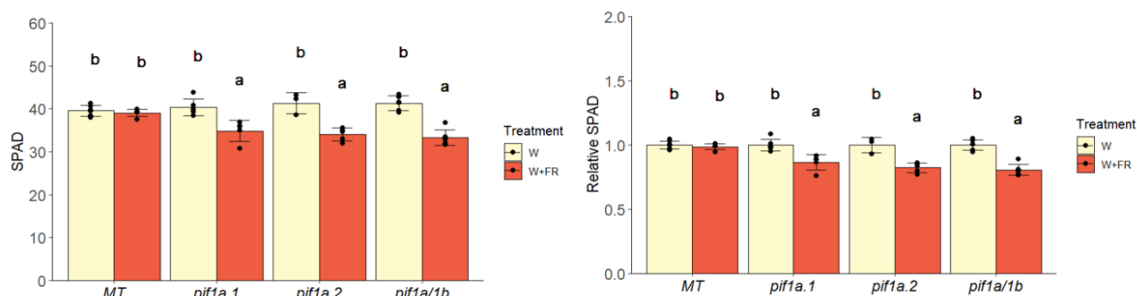 60
50
40
30
20
10
0
SPAD
b b b a b a b a
MT pif1a.1 pif1a.2 pif1a/1b
Treatment
W
W+FR
2.0
1.5
1.0
0.5
0.0
Relative SPAD
b b b a b a b a
MT pif1a.1 pif1a.2 pif1a/1b
Treatment
W
W+FR